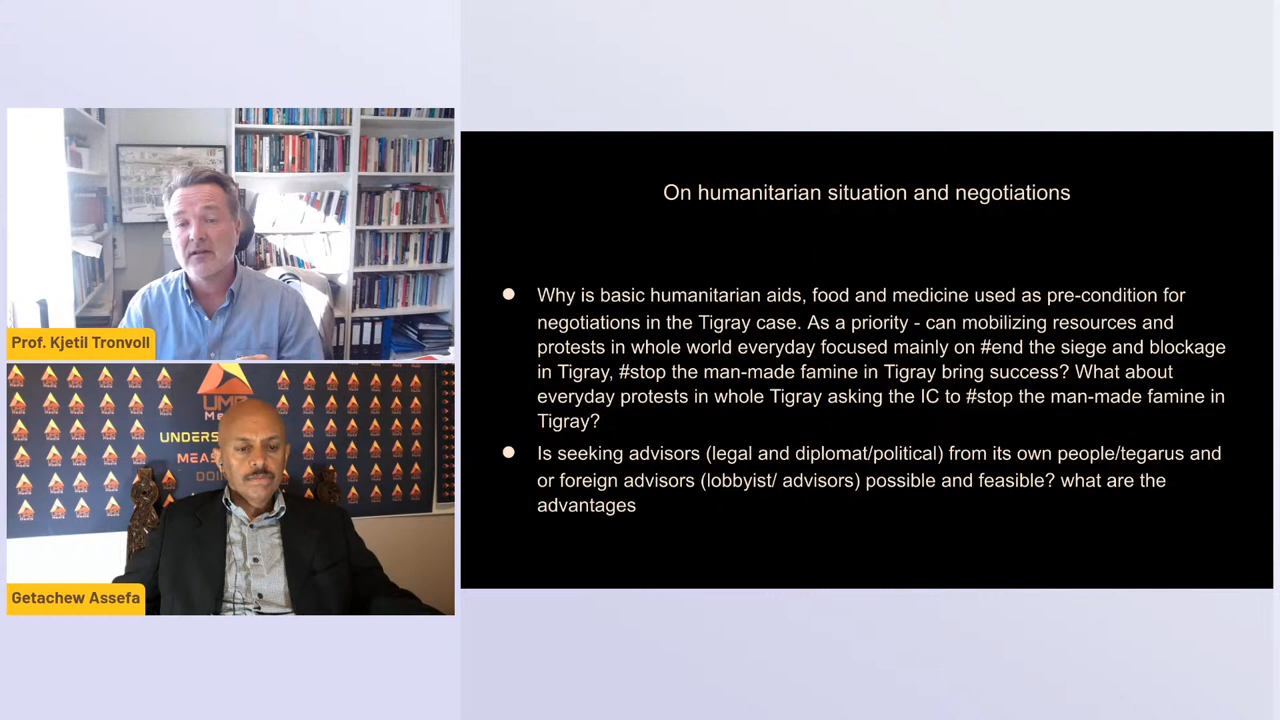 Prof. Kjetil Tronvoll
UMD
Me
UNDERS
MEAS
DOI
Getachew Assefa
On humanitarian situation and negotiations
Why is basic humanitarian aids, food and medicine used as pre-condition for
negotiations in the Tigray case. As a priority - can mobilizing resources and
protests in whole world everyday focused mainly on #end the siege and blockage
in Tigray, #stop the man-made famine in Tigray bring success? What about
everyday protests in whole Tigray asking the IC to #stop the man-made famine in
Tigray?
Is seeking advisors (legal and diplomat/political) from its own people/tegarus and
or foreign advisors (lobbyist/ advisors) possible and feasible? what are the
advantages